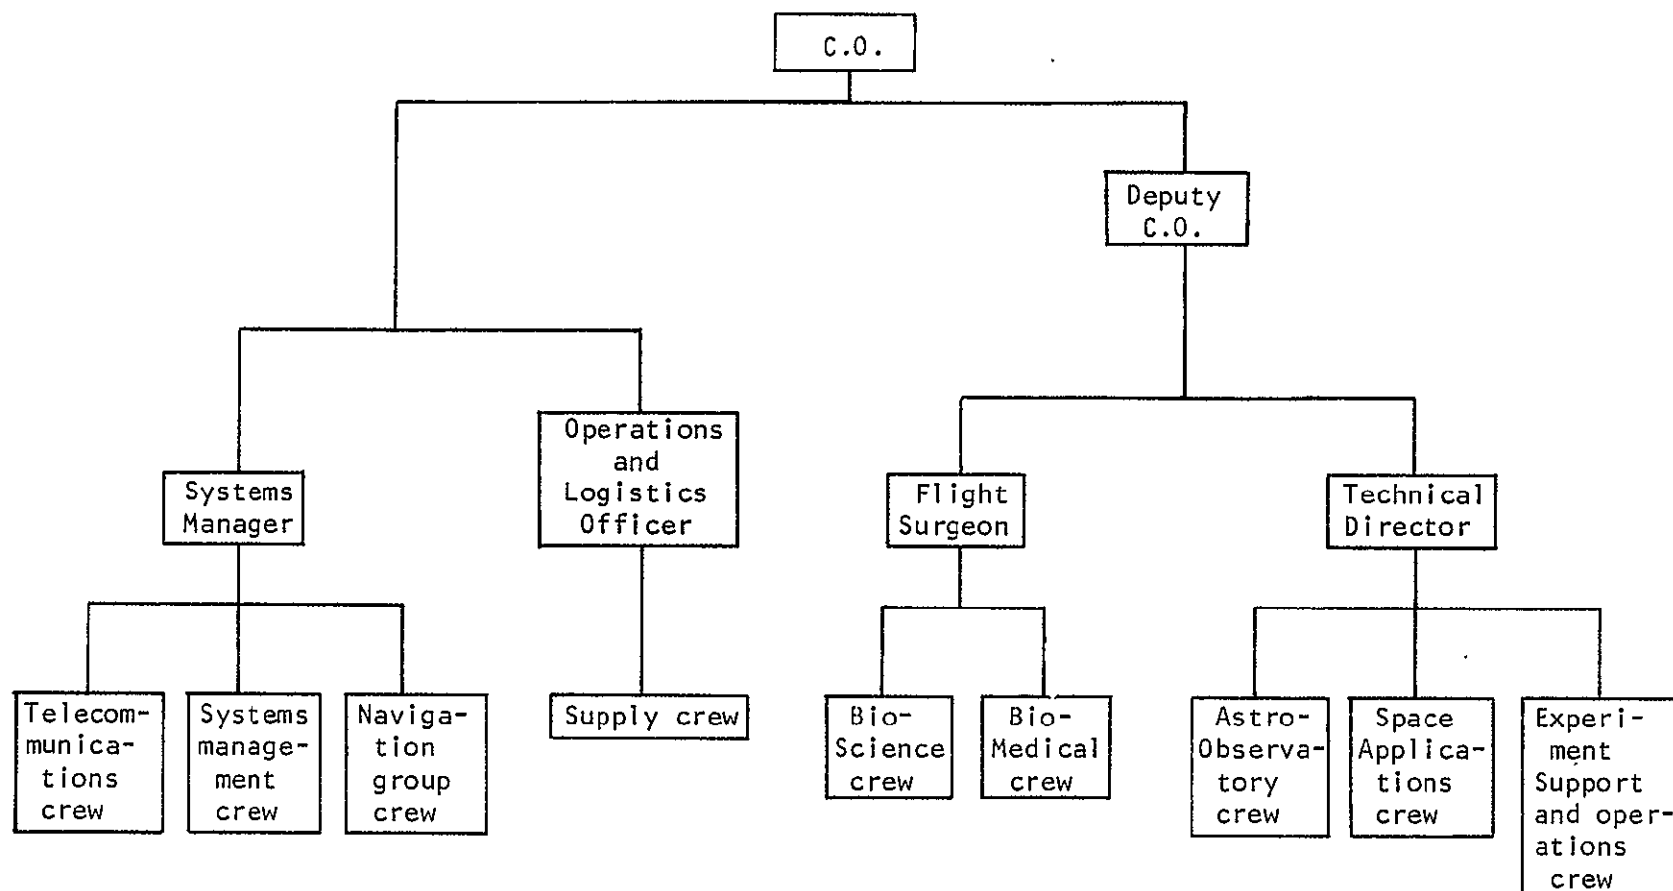 C.O.
Deputy
C.O.
Operations
and
Logistics
Officer
Systems
Manager
Flight
Surgeon
Technical
Director
Telecom-
munica-
tions
crew
Systems
manage-
ment
crew
Naviga-
tion
group
crew
Supply crew
Bio-
Science
crew
Bio-
Medical
crew
Astro-
Observa-
tory
crew
Space
Applica-
tions
crew
Experi-
ment
Support
and oper-
ations
crew